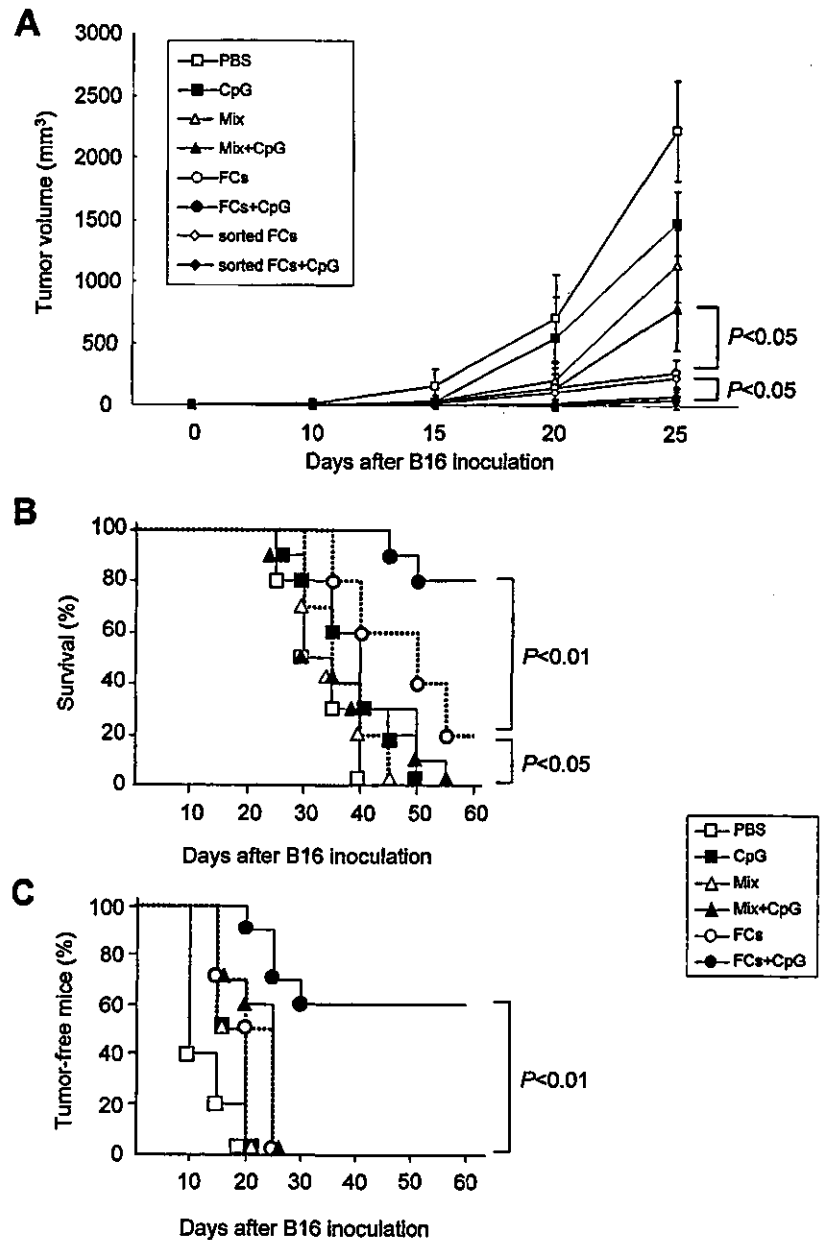 A
3000
2500
2000
1500
1000
500
0
Tumor volume (mm³)
PBS
CpG
Mix
Mix+CpG
FCs
FCs+CpG
sorted FCs
sorted FCs+CpG
P<0.05
P<0.05
0 10 15 20 25
Days after B16 inoculation
B
100
80
60
40
20
0
Survival (%)
P<0.01
P<0.05
10 20 30 40 50 60
Days after B16 inoculation
PBS
CpG
Mix
Mix+CpG
FCs
FCs+CpG
C
100
80
60
40
20
0
Tumor-free mice (%)
P<0.01
10 20 30 40 50 60
Days after B16 inoculation